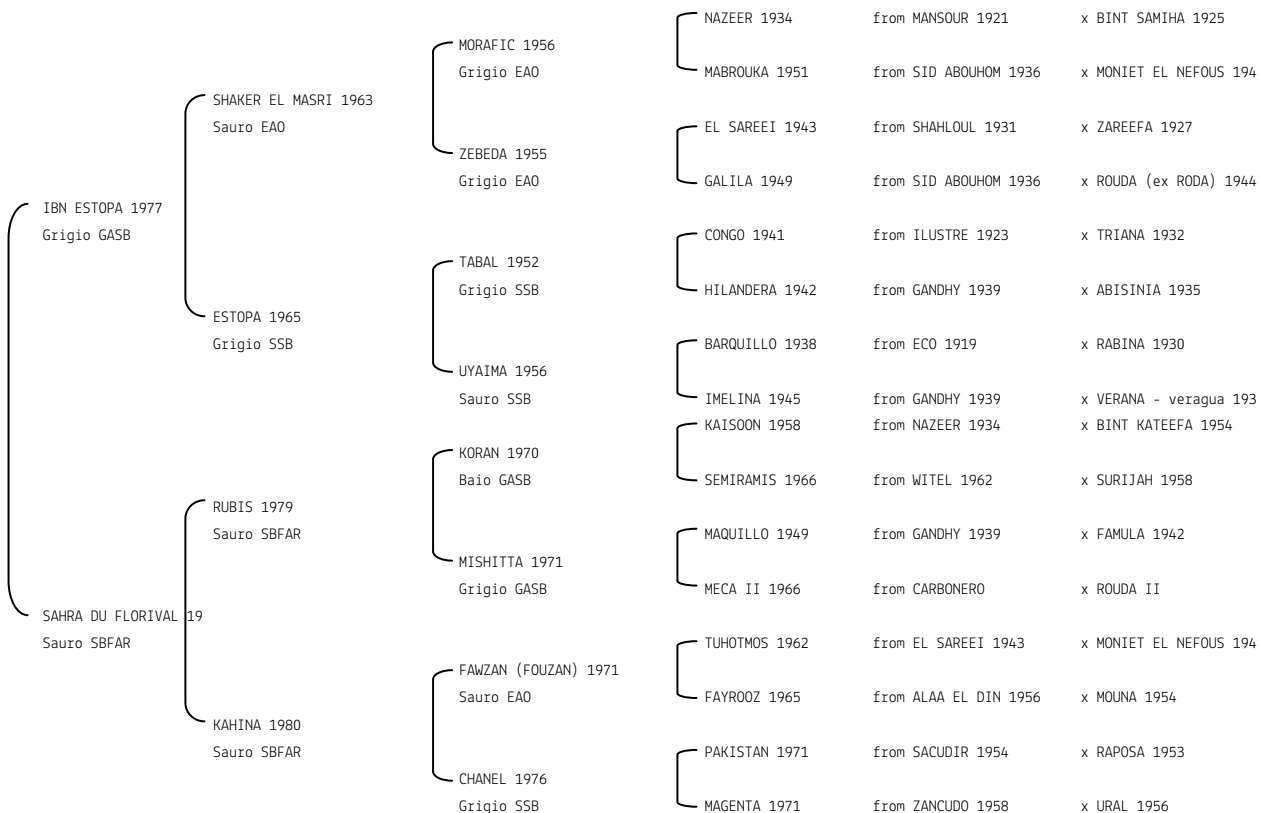 NAZEER 1934 from MANSOUR 1921 x BINT SAMIHA 1925
MORAFIC 1956
Grigio EAO MABROUKA 1951 from SID ABOUHOM 1936 x MONIET EL NEFOUS 194
SHAKER EL MASRI 1963
Sauro EAO EL SAREEI 1943 from SHAHLOUL 1931 x ZAREEFA 1927
ZEBEDA 1955
Grigio EAO GALILA 1949 from SID ABOUHOM 1936 x ROUDA (ex RODA) 1944
IBN ESTOPA 1977
Grigio GASB CONGO 1941 from ILUSTRE 1923 x TRIANA 1932
TABAL 1952
Grigio SSB HILANDERA 1942 from GANDHY 1939 x ABISINIA 1935
ESTOPA 1965
Grigio SSB BARQUILLO 1938 from ECO 1919 x RABINA 1930
UYAIMA 1956
Sauro SSB IMELINA 1945 from GANDHY 1939 x VERANA - veragua 193
KAISOON 1958 from NAZEER 1934 x BINT KATEEFA 1954
KORAN 1970
Baio GASB SEMIRAMIS 1966 from WITEL 1962 x SURIJAH 1958
RUBIS 1979
Sauro SBFAR MAQUILLO 1949 from GANDHY 1939 x FAMULA 1942
MISHITTA 1971
Grigio GASB MECA II 1966 from CARBONERO x ROUDA II
SAHRA DU FLORIVAL 19
Sauro SBFAR TUHOTMOS 1962 from EL SAREEI 1943 x MONIET EL NEFOUS 194
FAWZAN (FOUZAN) 1971
Sauro EAO FAYROOZ 1965 from ALAA EL DIN 1956 x MOUNA 1954
KAHINA 1980
Sauro SBFAR PAKISTAN 1971 from SACUDIR 1954 x RAPOSA 1953
CHANEL 1976
Grigio SSB MAGENTA 1971 from ZANCUDO 1958 x URAL 1956